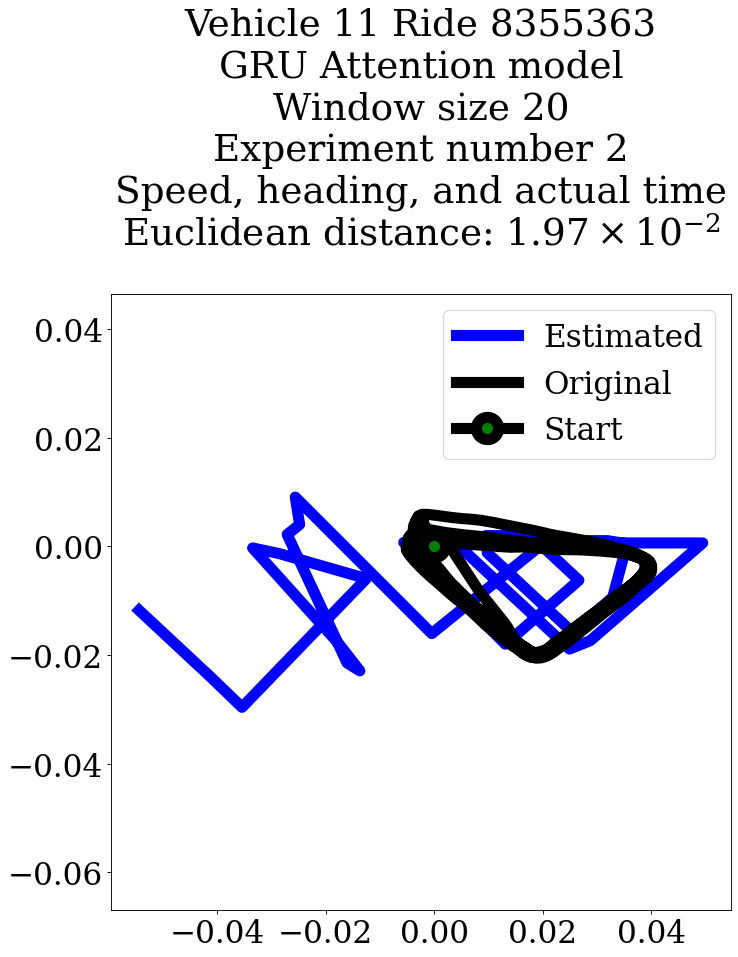 Vehicle 11 Ride 8355363
GRU Attention model
Window size 20
Experiment number 2
Speed, heading, and actual time
Euclidean distance: 1.97 × 10⁻²
Estimated
Original
Start
0.04
0.02
0.00
−0.02
−0.04
−0.06
−0.04 −0.02 0.00 0.02 0.04